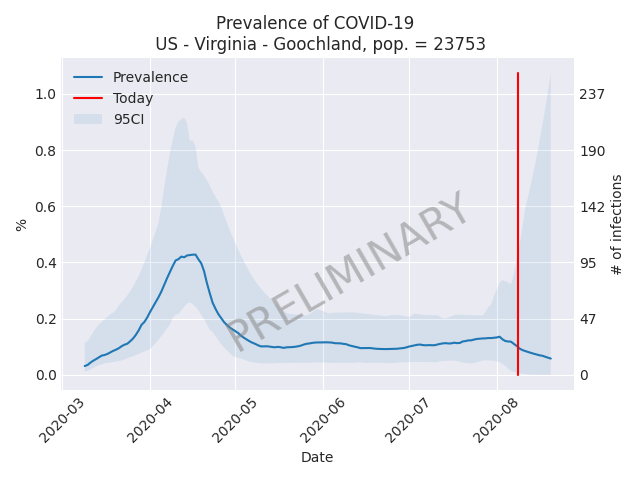 Prevalence of COVID-19
US - Virginia - Goochland, pop. = 23753
Prevalence
Today
95CI
1.0
0.8
0.6
0.4
0.2
0.0
%
237
190
142
95
47
0
# of infections
PRELIMINARY
2020-03
2020-04
2020-05
2020-06
2020-07
2020-08
Date